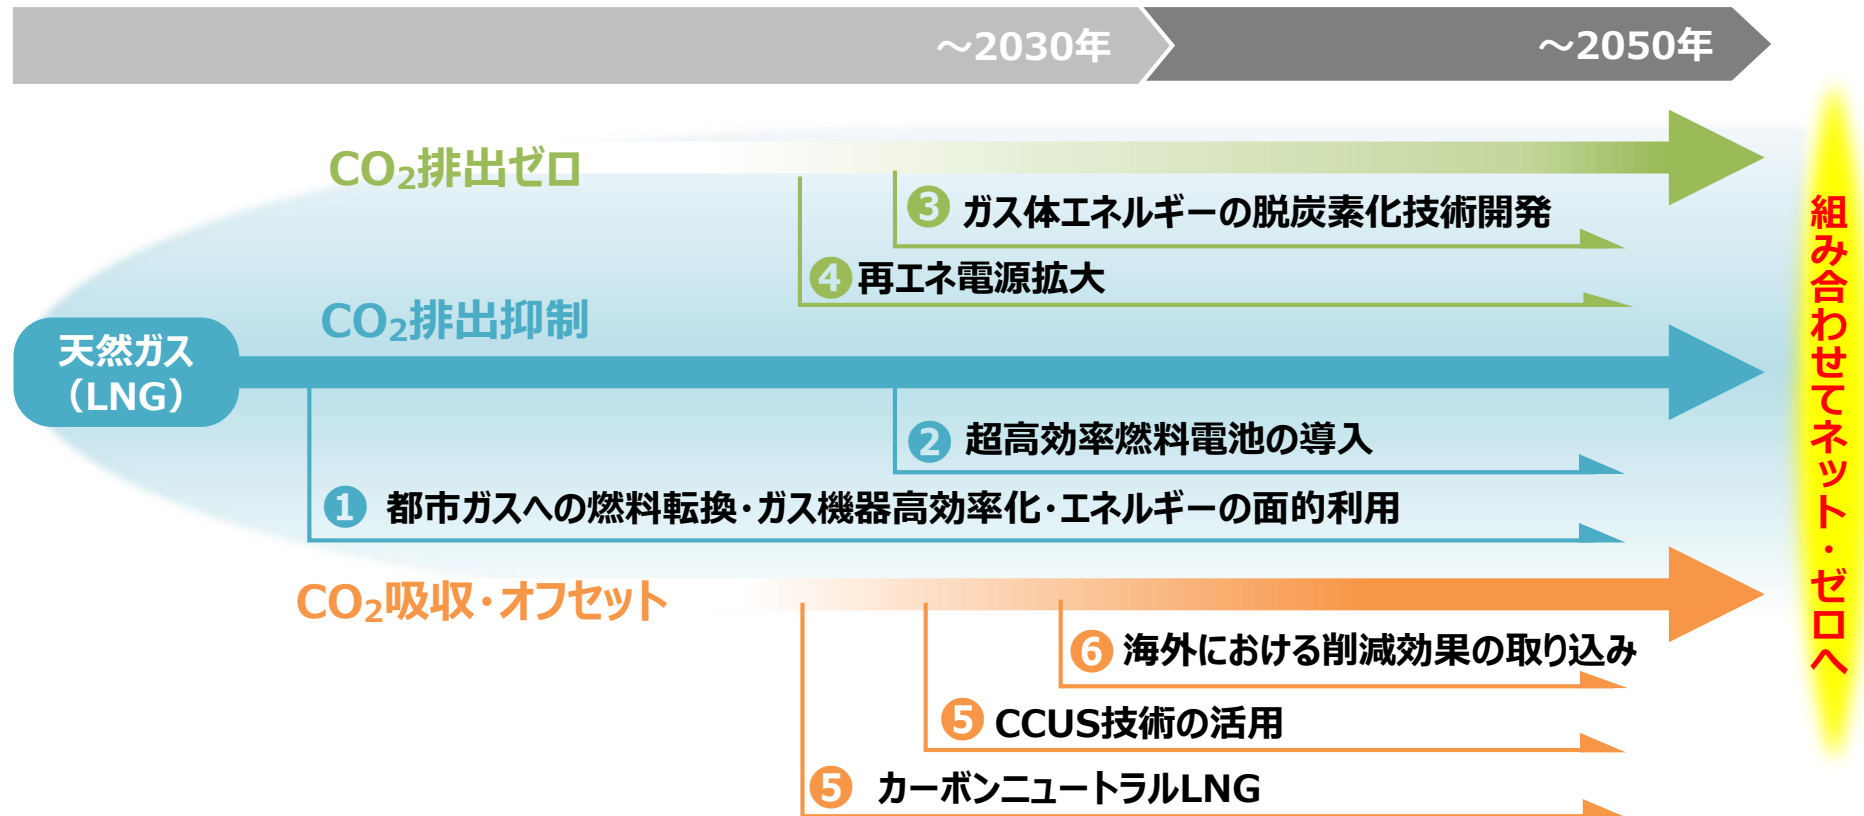 ～2030年
～2050年
CO₂排出ゼロ
❸ ガス体エネルギーの脱炭素化技術開発
❹ 再エネ電源拡大
CO₂排出抑制
天然ガス
（LNG）
❷ 超高効率燃料電池の導入
❶ 都市ガスへの燃料転換･ガス機器高効率化･エネルギーの面的利用
CO₂吸収･オフセット
❻ 海外における削減効果の取り込み
❺ CCUS技術の活用
❺ カーボンニュートラルLNG
組み合わせてネット・ゼロへ